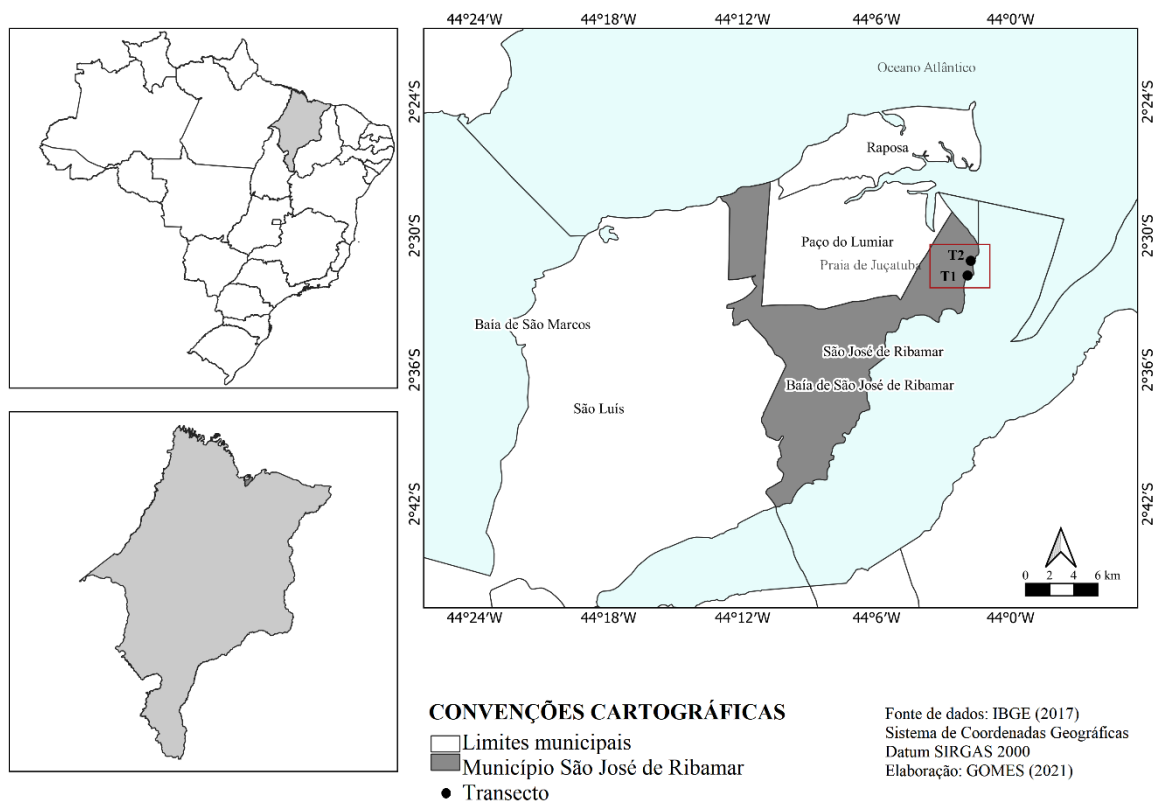 44°24'W 44°18'W 44°12'W 44°6'W 44°0'W
Oceano Atlântico
2°24'S 2°24'S
Raposa
2°30'S 2°30'S
Paço do Lumiar
T2
Praia de Juçatuba
T1
Baía de São Marcos
São José de Ribamar
2°36'S 2°36'S
Baía de São José de Ribamar
São Luís
2°42'S 2°42'S
0 2 4 6 km
44°24'W 44°18'W 44°12'W 44°6'W 44°0'W
CONVENÇÕES CARTOGRÁFICAS
Limites municipais
Município São José de Ribamar
Transecto
Fonte de dados: IBGE (2017)
Sistema de Coordenadas Geográficas
Datum SIRGAS 2000
Elaboração: GOMES (2021)